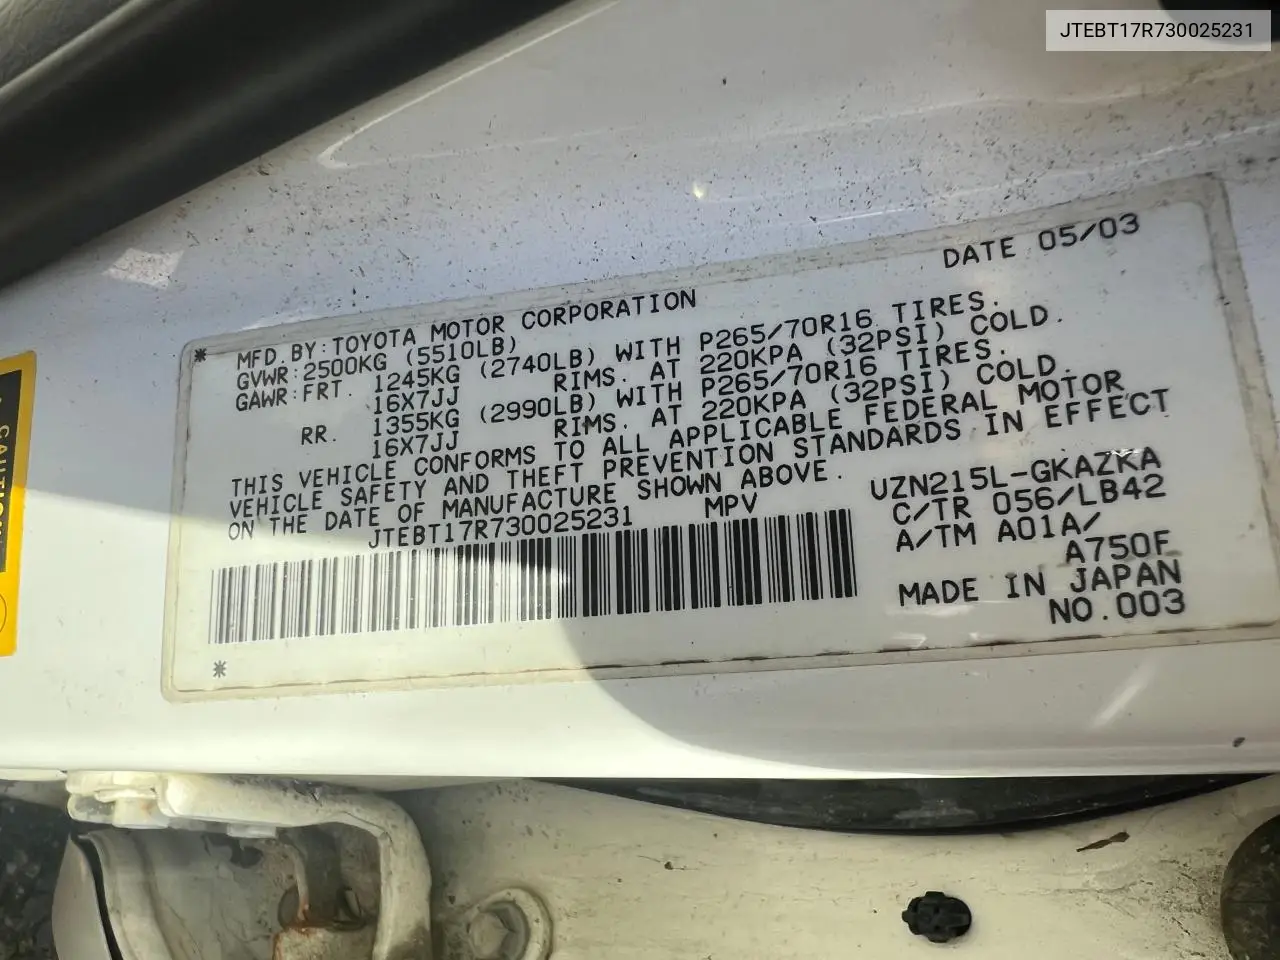 JTEBT17R730025231
DATE 05/03
MFD.BY:TOYOTA MOTOR CORPORATION
GVWR:2500KG (5510LB)
GAWR:FRT. 1245KG (2740LB) WITH P265/70R16 TIRES.
16X7JJ RIMS. AT 220KPA (32PSI) COLD.
RR. 1355KG (2990LB) WITH P265/70R16 TIRES.
16X7JJ RIMS. AT 220KPA (32PSI) COLD.
THIS VEHICLE CONFORMS TO ALL APPLICABLE FEDERAL MOTOR
VEHICLE SAFETY AND THEFT PREVENTION STANDARDS IN EFFECT
ON THE DATE OF MANUFACTURE SHOWN ABOVE.
JTEBT17R730025231 MPV
UZN215L-GKAZKA
C/TR 056/LB42
A/TM A01A/
A750F
MADE IN JAPAN
NO.003